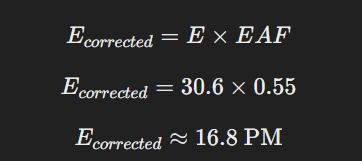 E_corrected = E × EAF
E_corrected = 30.6 × 0.55
E_corrected ≈ 16.8 PM